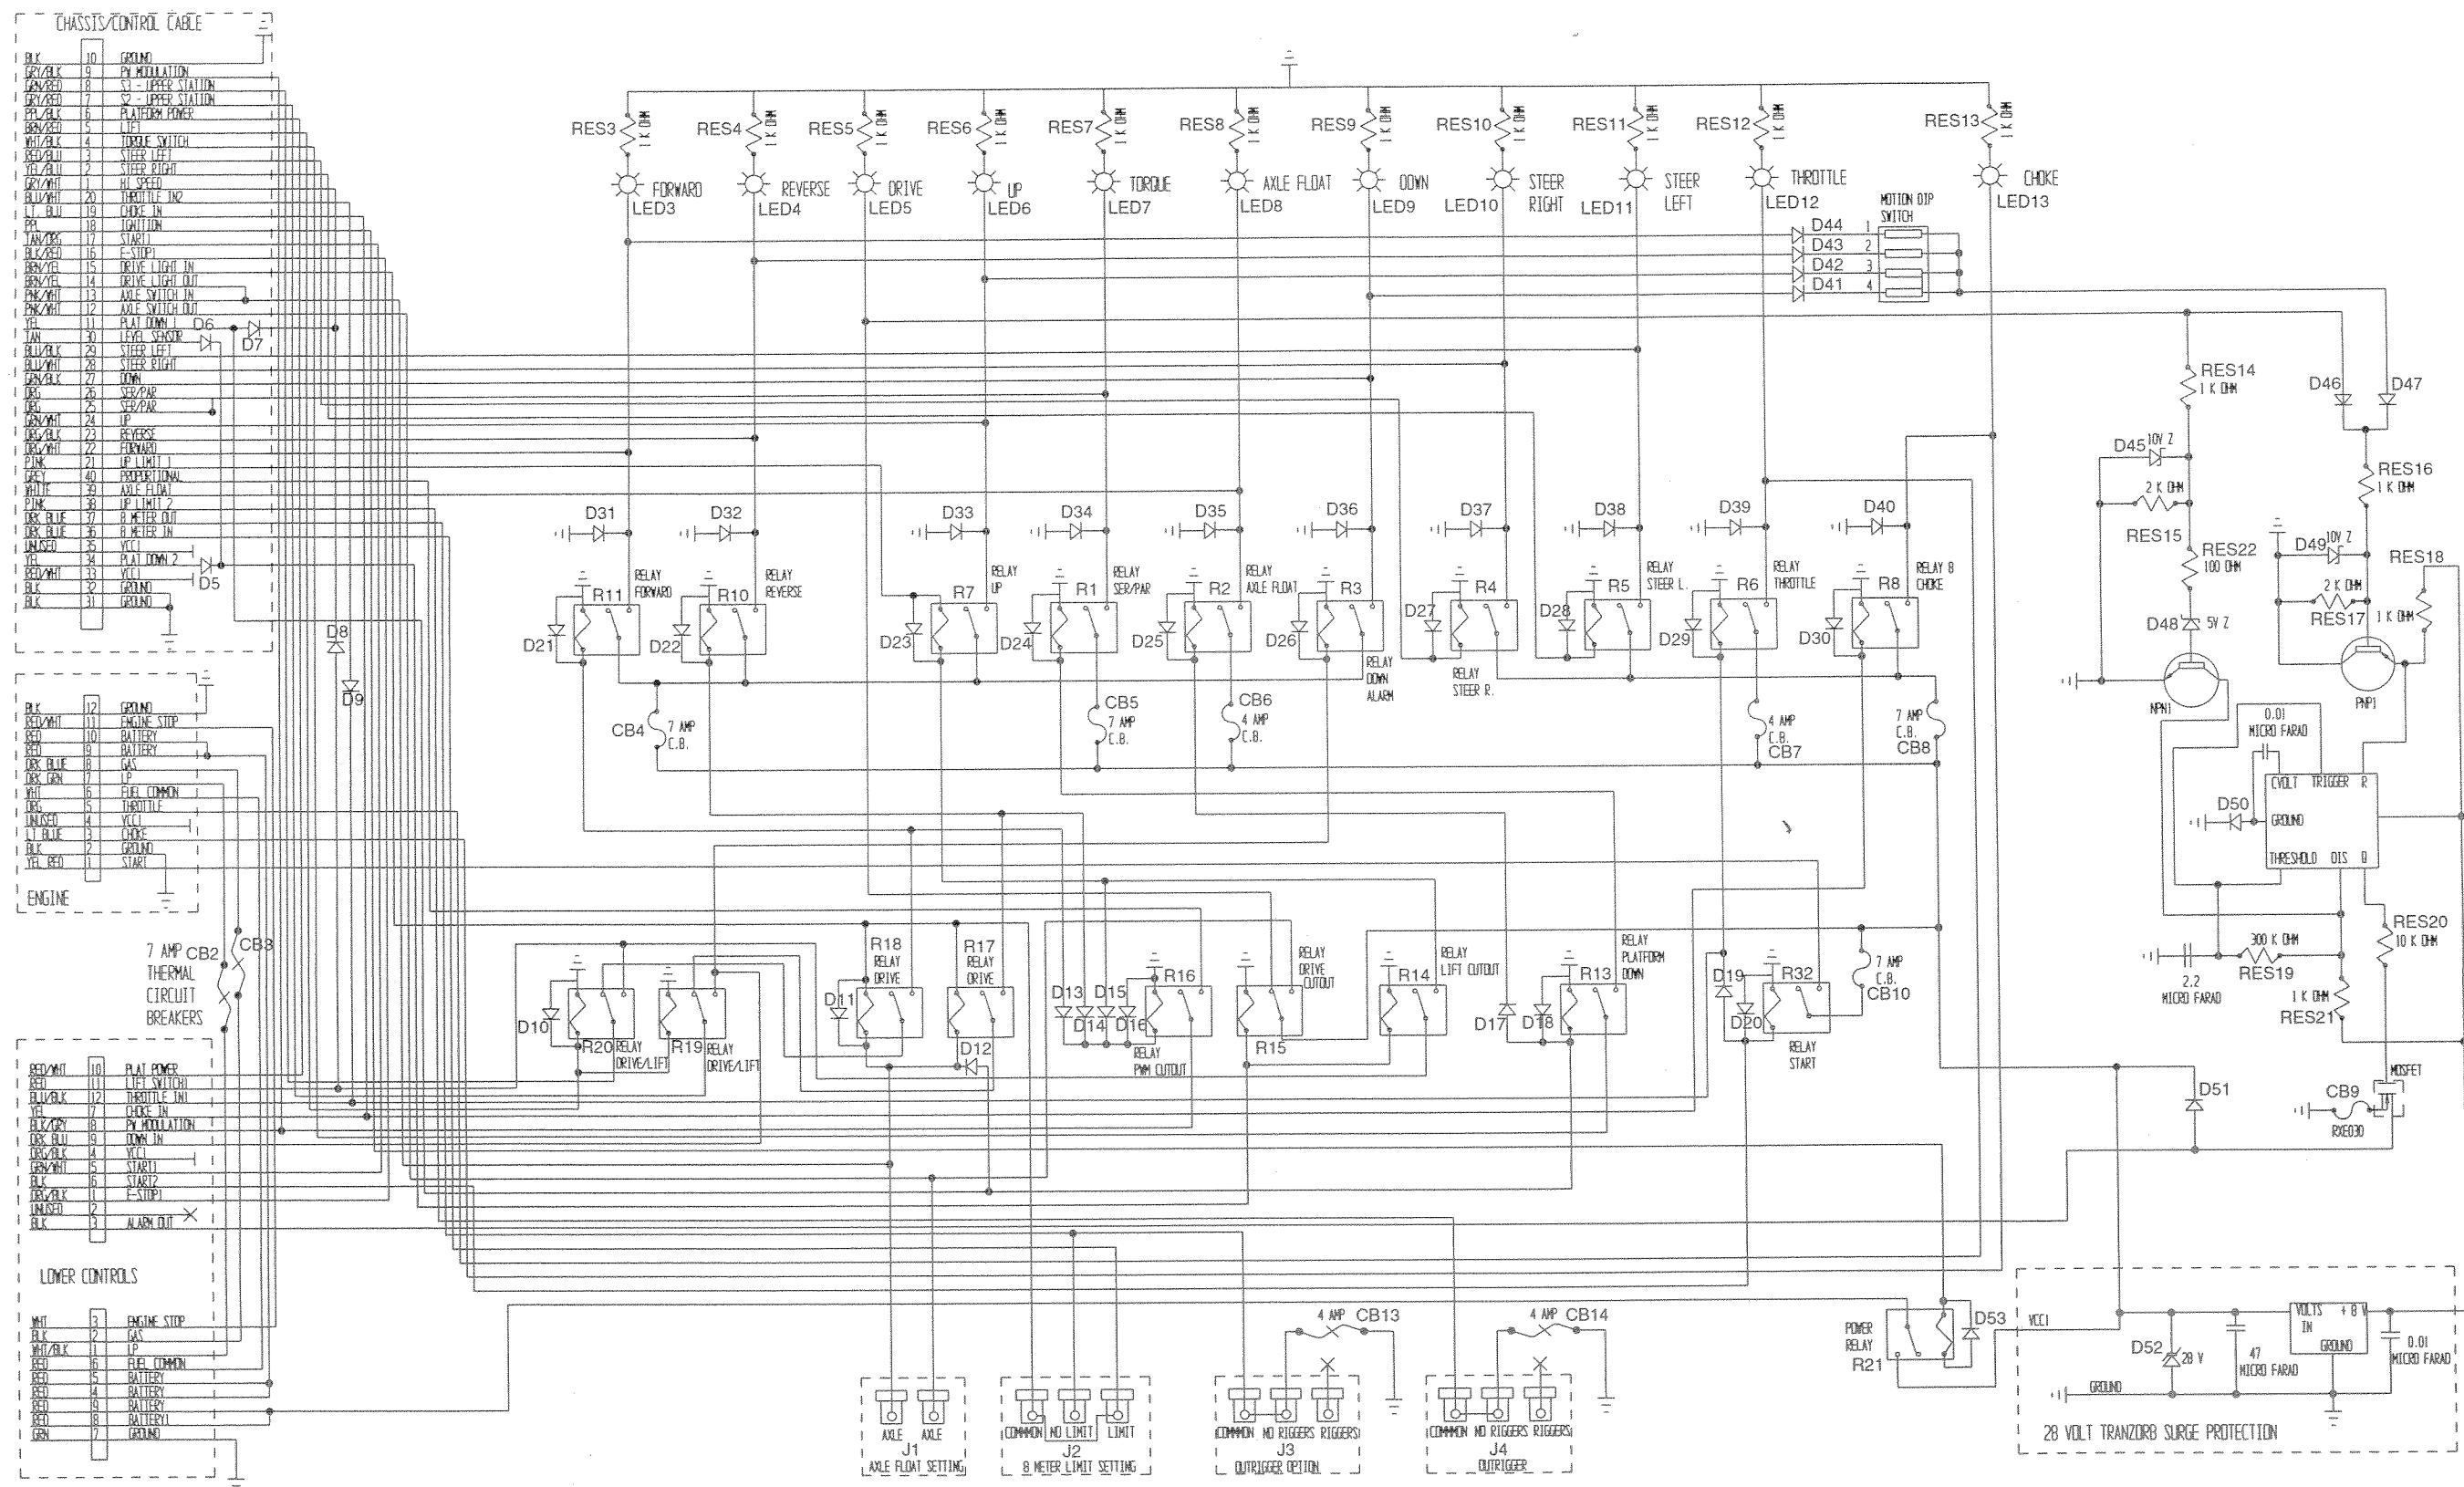 CHASSIS/CONTROL CABLE
BLK 10 GROUND
GRY/BLK 9 PW MODULATION
GRN/RED 8 S3 - UPPER STATION
GRY/RED 7 S2 - UPPER STATION
PPL/BLK 6 PLATFORM POWER
BRN/RED 5 LIFT
WHT/BLK 4 TORQUE SWITCH
RED/BLU 3 STEER LEFT
YEL/BLU 2 STEER RIGHT
GRY/WHT 1 HI SPEED
BLU/WHT 20 THROTTLE IN2
LT. BLU 19 CHOKE IN
PPL 18 IGNITION
TAN/ORG 17 START1
BLK/RED 16 E-STOP1
BRN/YEL 15 DRIVE LIGHT IN
BRN/YEL 14 DRIVE LIGHT OUT
PNK/WHT 13 AXLE SWITCH IN
PNK/WHT 12 AXLE SWITCH OUT
YEL 11 PLAT DOWN 1
TAN 30 LEVEL SENSOR
BLU/BLK 29 STEER LEFT
BLU/WHT 28 STEER RIGHT
GRN/BLK 27 DOWN
ORG 26 SER/PAR
ORG 25 SER/PAR
GRN/WHT 24 UP
ORG/BLK 23 REVERSE
ORG/WHT 22 FORWARD
PINK 21 UP LIMIT 1
GREY 40 PROPORTIONAL
WHITE 39 AXLE FLOAT
PINK 38 UP LIMIT 2
DRK BLUE 37 8 METER OUT
DRK BLUE 36 8 METER IN
UNUSED 35 VCC1
YEL 34 PLAT DOWN 2
RED/WHT 33 VCC1
BLK 32 GROUND
BLK 31 GROUND
D6
D7
D5
D8
D9
BLK 12 GROUND
RED/WHT 11 ENGINE STOP
RED 10 BATTERY
RED 9 BATTERY
DRK BLUE 8 GAS
DRK GRN 7 LP
WHT 6 FUEL COMMON
ORG 5 THROTTLE
UNUSED 4 VCC1
LT BLUE 3 CHOKE
BLK 2 GROUND
YEL RED 1 START
ENGINE
7 AMP CB2 CB3
THERMAL
CIRCUIT
BREAKERS
RED/WHT 10 PLAT POWER
RED 11 LIFT SWITCH1
BLU/BLK 12 THROTTLE IN1
YEL 7 CHOKE IN
BLK/GRY 8 PW MODULATION
DRK BLU 9 DOWN IN
ORG/BLK 4 VCC1
GRN/WHT 5 START1
BLK 6 START2
ORG/BLK 1 E-STOP1
UNUSED 2
BLK 3 ALARM OUT
LOWER CONTROLS
WHT 3 ENGINE STOP
BLK 2 GAS
WHT/BLK 1 LP
RED 6 FUEL COMMON
RED 5 BATTERY
RED 4 BATTERY
RED 9 BATTERY
RED 8 BATTERY1
GRN 7 GROUND
RES3 1 K OHM
RES4 1 K OHM
RES5 1 K OHM
RES6 1 K OHM
RES7 1 K OHM
RES8 1 K OHM
RES9 1 K OHM
RES10 1 K OHM
RES11 1 K OHM
RES12 1 K OHM
RES13 1 K OHM
FORWARD
LED3
REVERSE
LED4
DRIVE
LED5
UP
LED6
TORQUE
LED7
AXLE FLOAT
LED8
DOWN
LED9
STEER
RIGHT
LED10
STEER
LEFT
LED11
THROTTLE
LED12
CHOKE
LED13
MOTION DIP
SWITCH
D44 1
D43 2
D42 3
D41 4
RES14
1 K OHM
D46
D47
D45 10V Z
2 K OHM
RES15
RES22
100 OHM
D48 5V Z
NPN1
RES16
1 K OHM
D49 10V Z
2 K OHM
RES17
RES18
1 K OHM
PNP1
D31
D32
D33
D34
D35
D36
D37
D38
D39
D40
R11
RELAY
FORWARD
D21
R10
RELAY
REVERSE
D22
R7
RELAY
UP
D23
R1
RELAY
SER/PAR
D24
R2
RELAY
AXLE FLOAT
D25
R3
D26
RELAY
DOWN
ALARM
R4
D27
RELAY
STEER R.
R5
RELAY
STEER L.
D28
R6
RELAY
THROTTLE
D29
R8
RELAY 8
CHOKE
D30
CB4 7 AMP
C.B.
CB5
7 AMP
C.B.
CB6
4 AMP
C.B.
4 AMP
C.B.
CB7
7 AMP
C.B.
CB8
0.01
MICRO FARAD
CVOLT TRIGGER R
D50
GROUND
THRESHOLD DIS Q
300 K OHM
RES19
2.2
MICRO FARAD
RES20
10 K OHM
1 K OHM
RES21
D10
R20
RELAY
DRIVE/LIFT
R19
RELAY
DRIVE/LIFT
R18
RELAY
DRIVE
D11
R17
RELAY
DRIVE
D12
D13
D14
D15
D16
R16
RELAY
PWM CUTOUT
RELAY
DRIVE
CUTOUT
R15
R14
RELAY
LIFT CUTOUT
D17
D18
R13
RELAY
PLATFORM
DOWN
D19
D20
R32
RELAY
START
7 AMP
C.B.
CB10
D51
MOSFET
CB9
RXE030
AXLE AXLE
J1
AXLE FLOAT SETTING
COMMON NO LIMIT LIMIT
J2
8 METER LIMIT SETTING
4 AMP CB13
COMMON NO RIGGERS RIGGERS
J3
OUTRIGGER OPTION
4 AMP CB14
COMMON NO RIGGERS RIGGERS
J4
OUTRIGGER
POWER
RELAY
R21
D53
VCC1
D52
28 V
47
MICRO FARAD
VOLTS + 8 V
IN
GROUND
0.01
MICRO FARAD
GROUND
28 VOLT TRANZORB SURGE PROTECTION